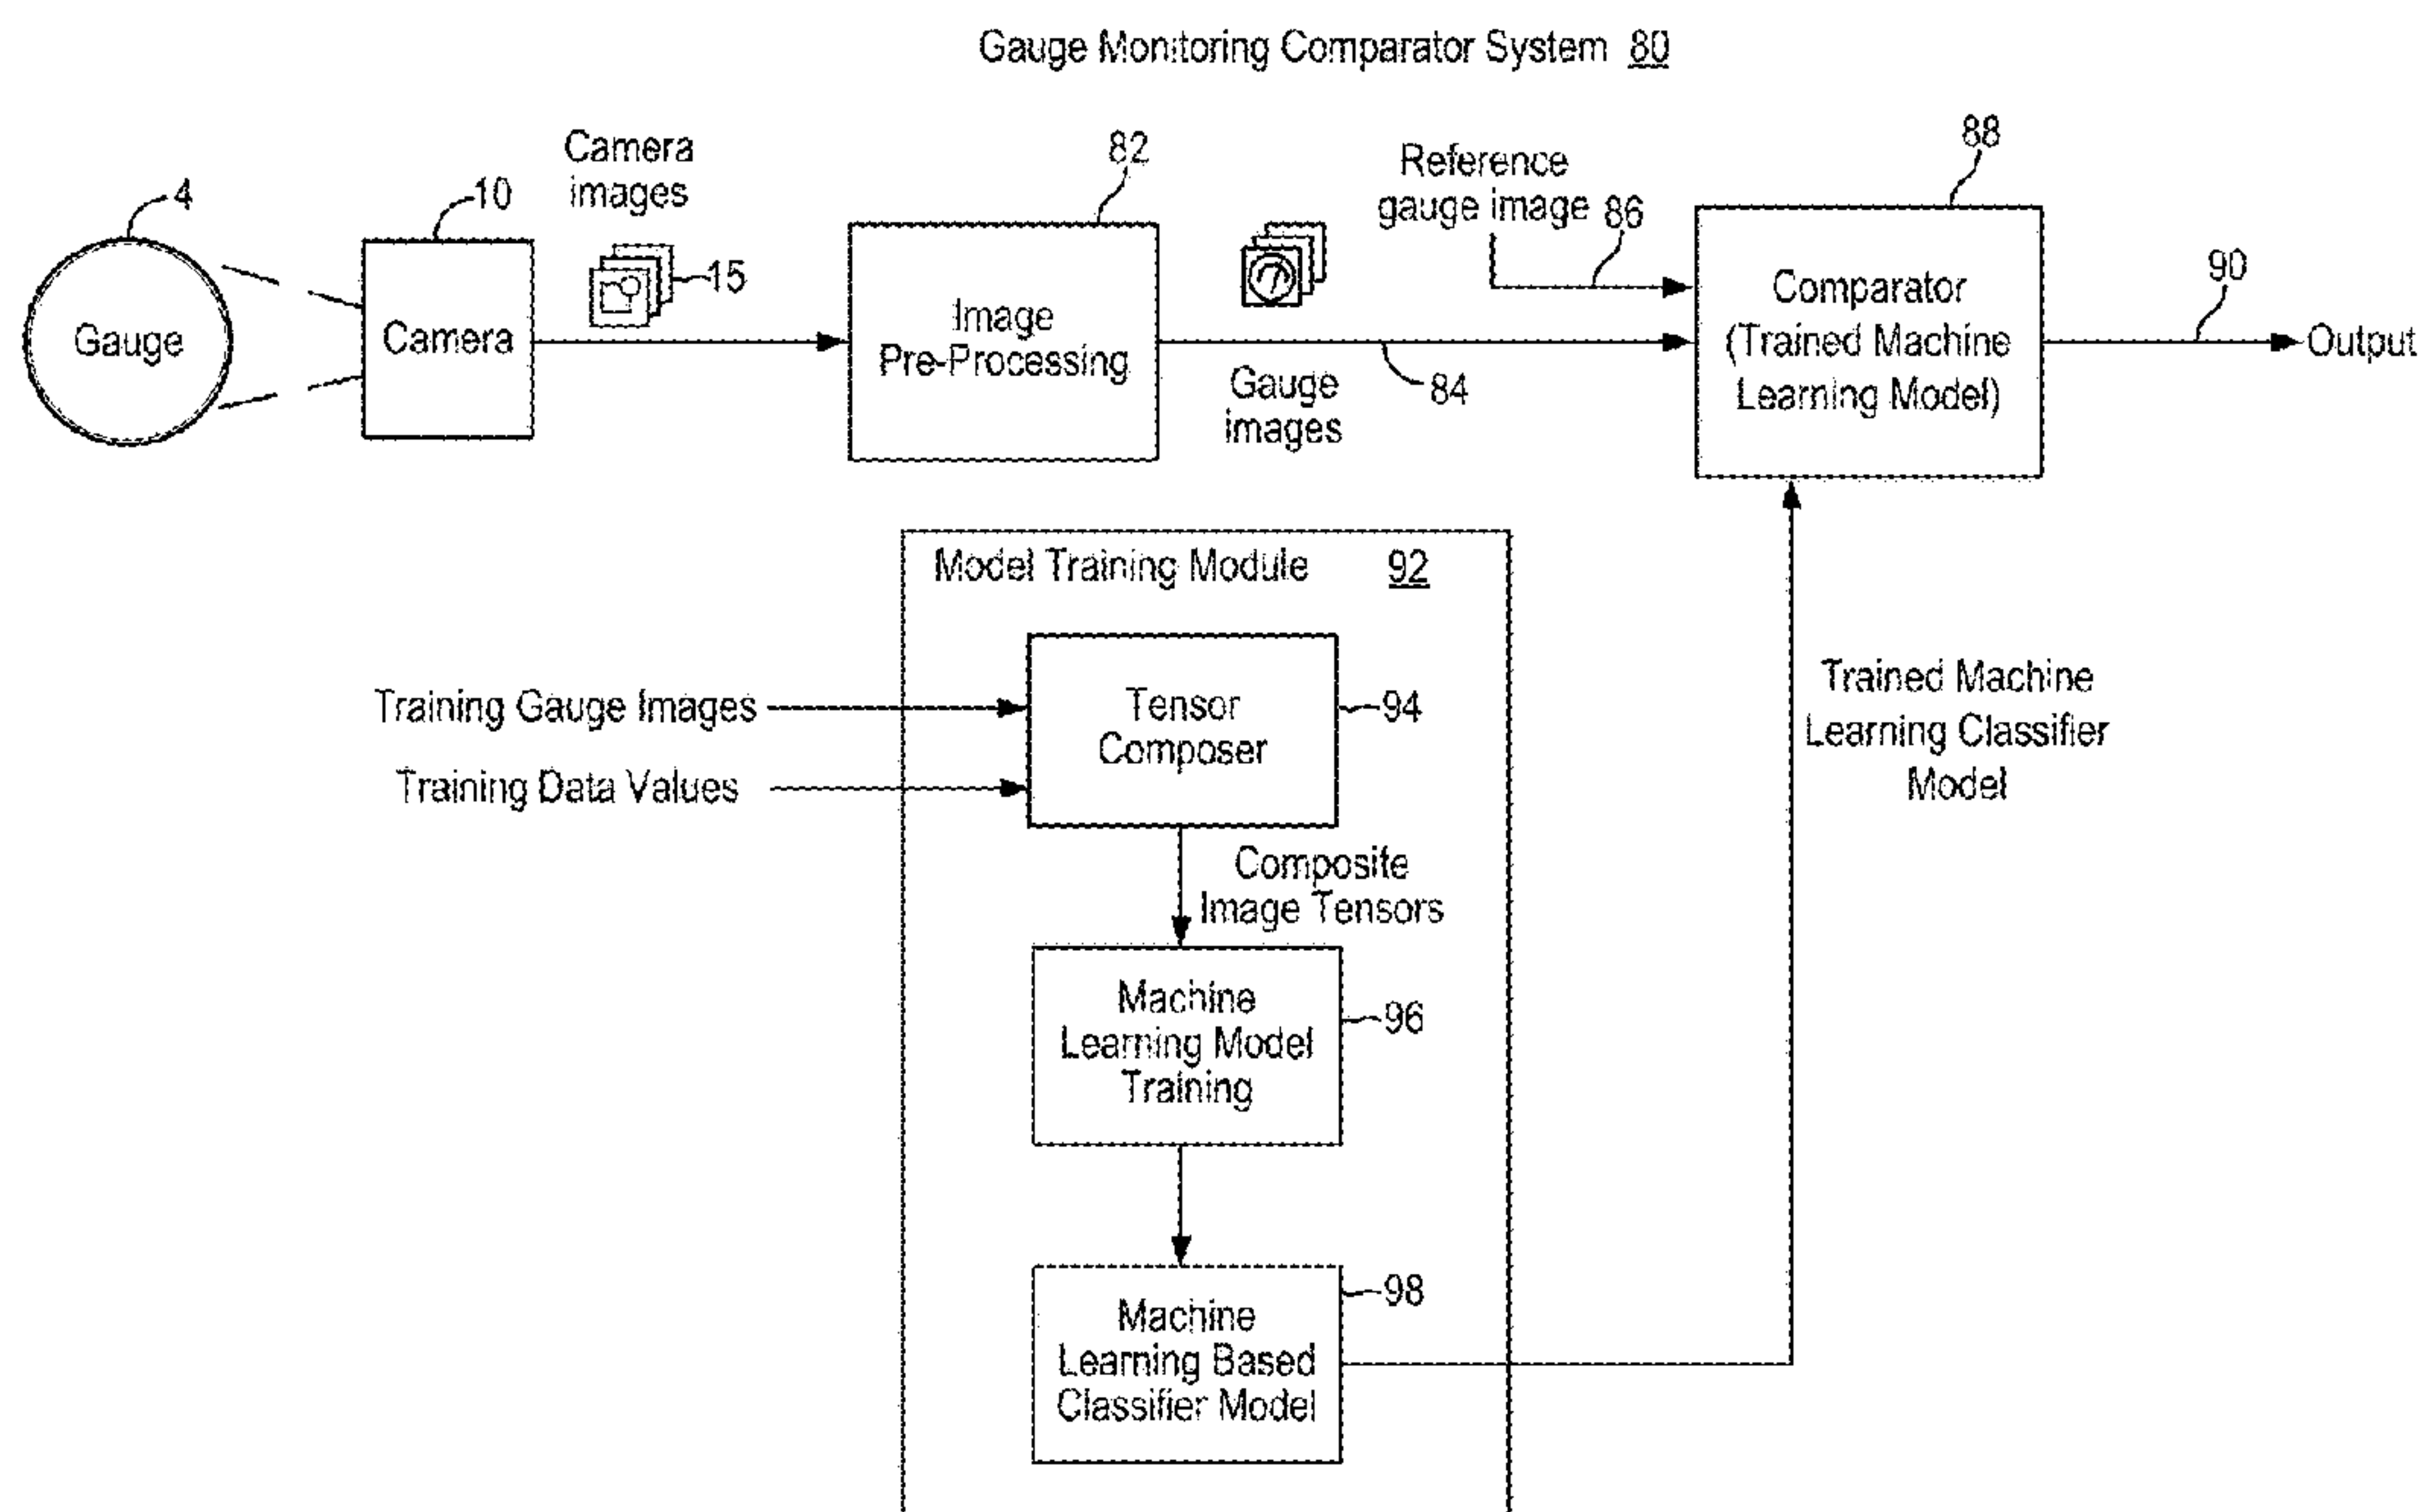 Gauge Monitoring Comparator System 80
Camera
images
4
10
15
82
Reference
gauge image 86
88
Gauge
Camera
Image
Pre-Processing
Gauge
images
84
Comparator
(Trained Machine
Learning Model)
90
Output
Model Training Module 92
Training Gauge Images
Training Data Values
Tensor
Composer
94
Composite
Image Tensors
Machine
Learning Model
Training
96
Machine
Learning Based
Classifier Model
98
Trained Machine
Learning Classifier
Model